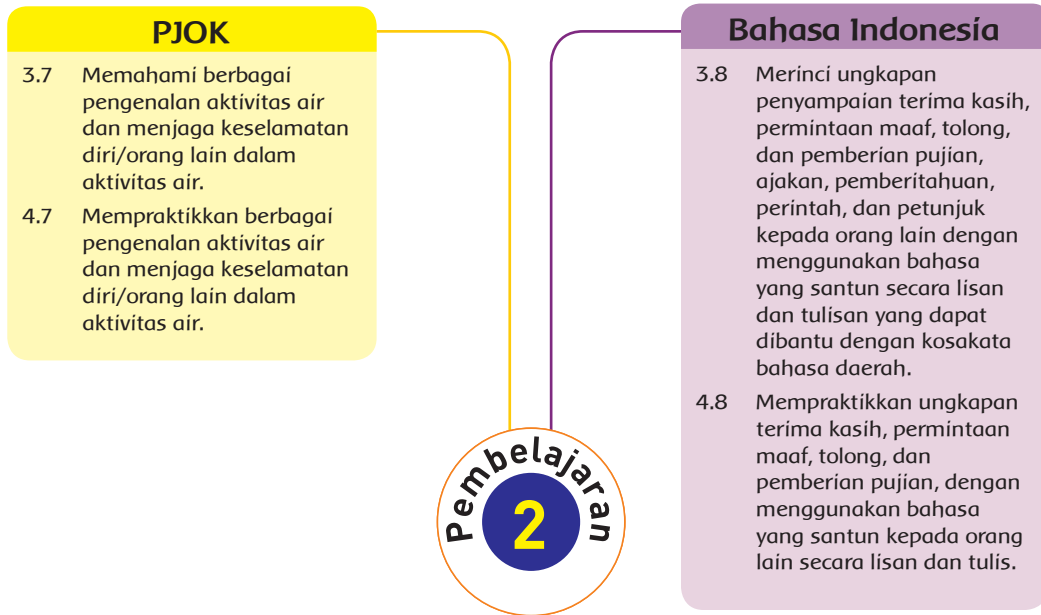 PJOK
3.7 Memahami berbagai
pengenalan aktivitas air
dan menjaga keselamatan
diri/orang lain dalam
aktivitas air.
4.7 Mempraktikkan berbagai
pengenalan aktivitas air
dan menjaga keselamatan
diri/orang lain dalam
aktivitas air.
Bahasa Indonesia
3.8 Merinci ungkapan
penyampaian terima kasih,
permintaan maaf, tolong,
dan pemberian pujian,
ajakan, pemberitahuan,
perintah, dan petunjuk
kepada orang lain dengan
menggunakan bahasa
yang santun secara lisan
dan tulisan yang dapat
dibantu dengan kosakata
bahasa daerah.
4.8 Mempraktikkan ungkapan
terima kasih, permintaan
maaf, tolong, dan
pemberian pujian, dengan
menggunakan bahasa
yang santun kepada orang
lain secara lisan dan tulis.
Pembelajaran
2